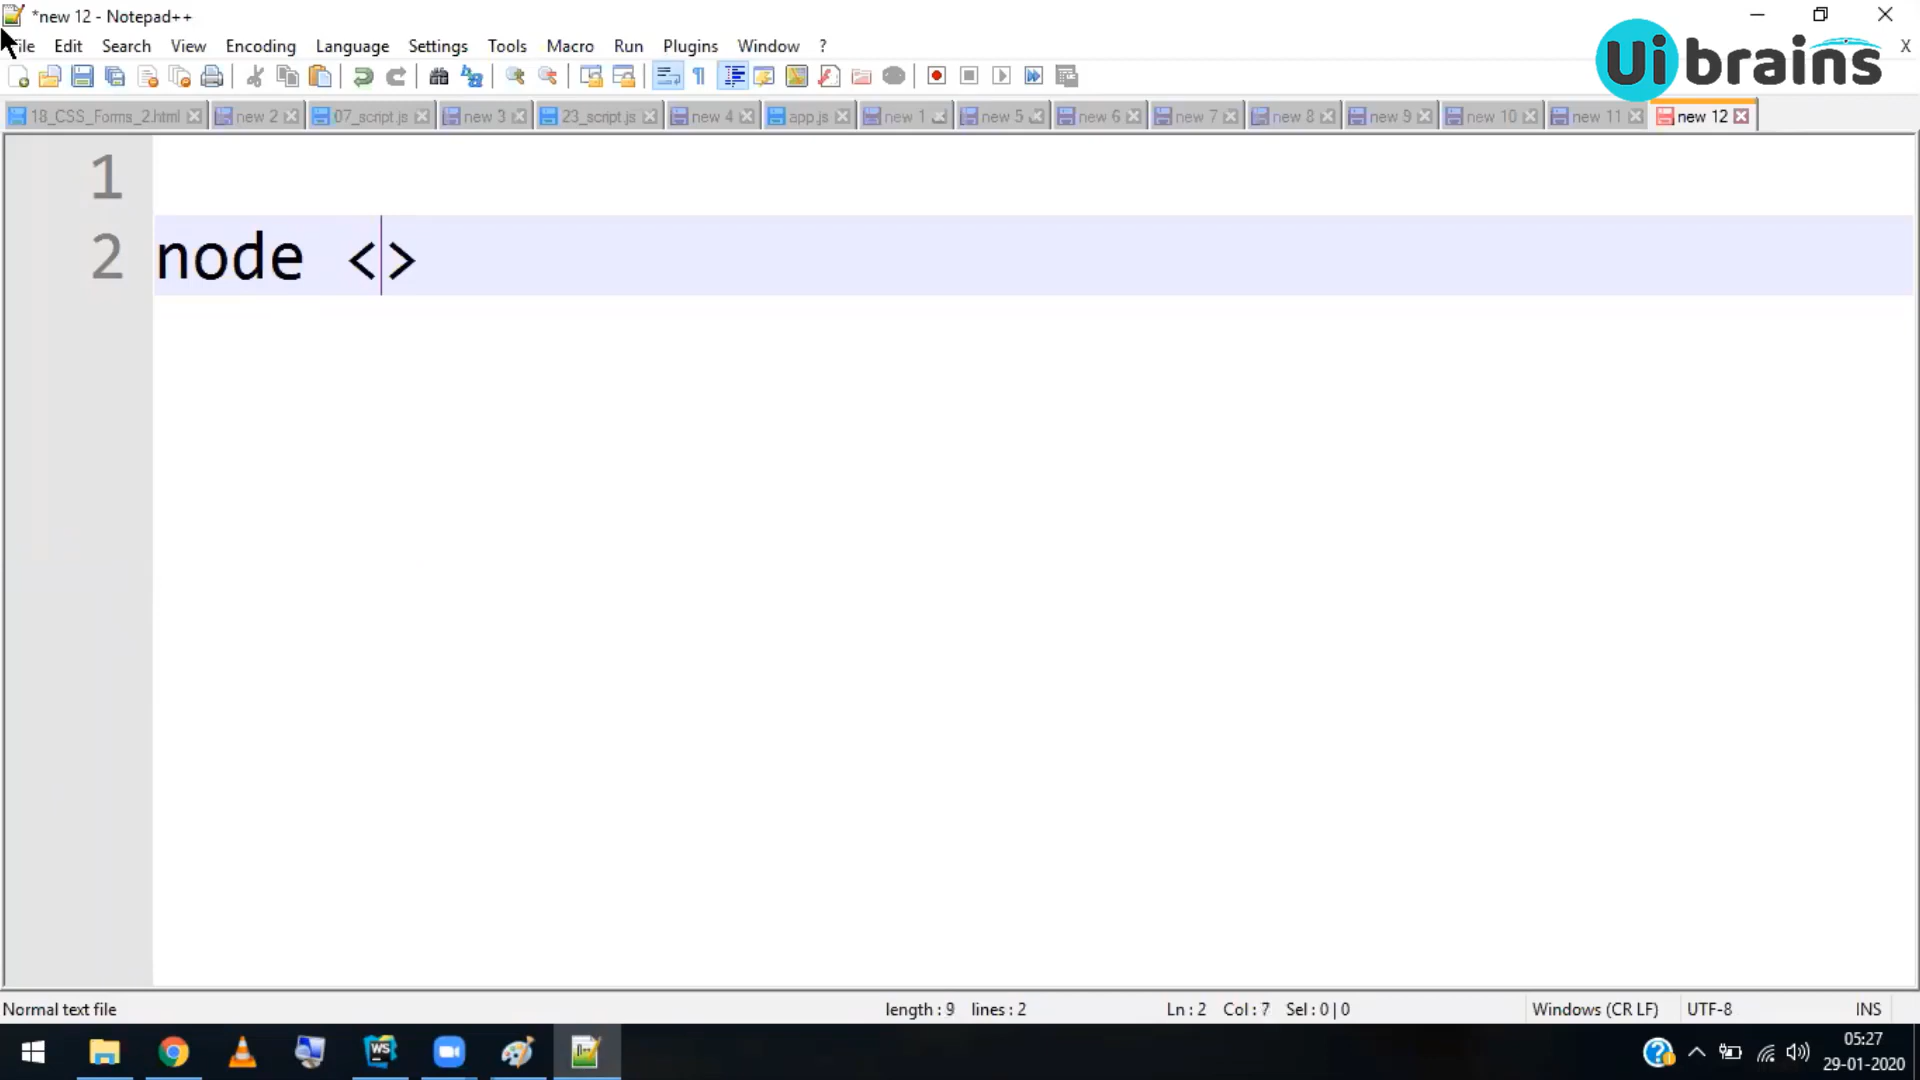 *new 12 - Notepad++
File Edit Search View Encoding Language Settings Tools Macro Run Plugins Window ? X
Ui brains
18_CSS_Forms_2.html new 2 07_script.js new 3 23_script.js new 4 app.js new 1 new 5 new 6 new 7 new 8 new 9 new 10 new 11 new 12
1
2 node <>
Normal text file length : 9 lines : 2 Ln : 2 Col : 7 Sel : 0 | 0 Windows (CR LF) UTF-8 INS
WS
05:27
29-01-2020